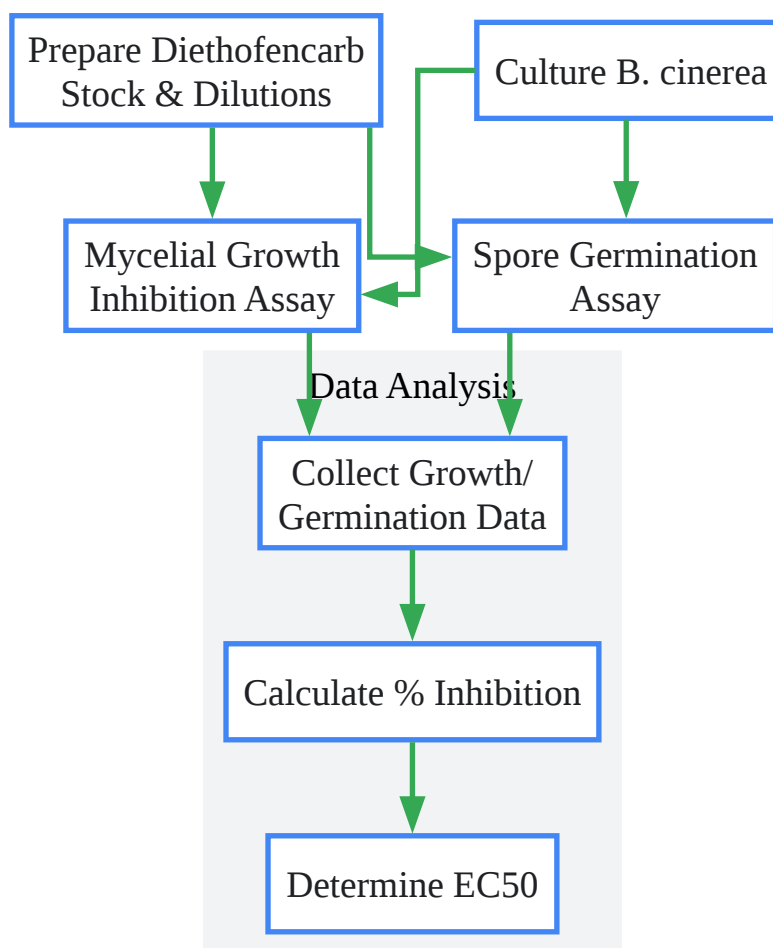 Prepare Diethofencarb
Stock & Dilutions
Culture B. cinerea
Mycelial Growth
Inhibition Assay
Spore Germination
Assay
Data Analysis
Collect Growth/
Germination Data
Calculate % Inhibition
Determine EC50